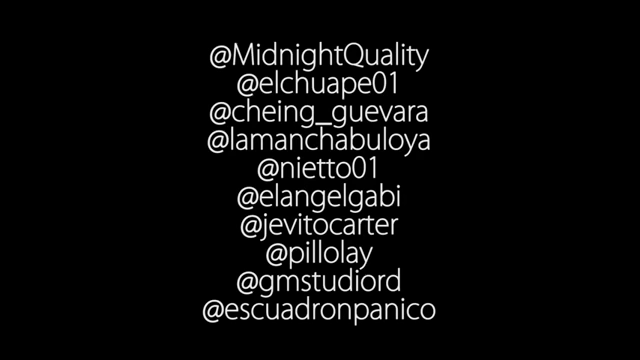 @MidnightQuality
@elchuape01
@cheing_guevara
@lamanchabuloya
@nietto01
@elangelgabi
@jevitocarter
@pillolay
@gmstudiord
@escuadronpanico